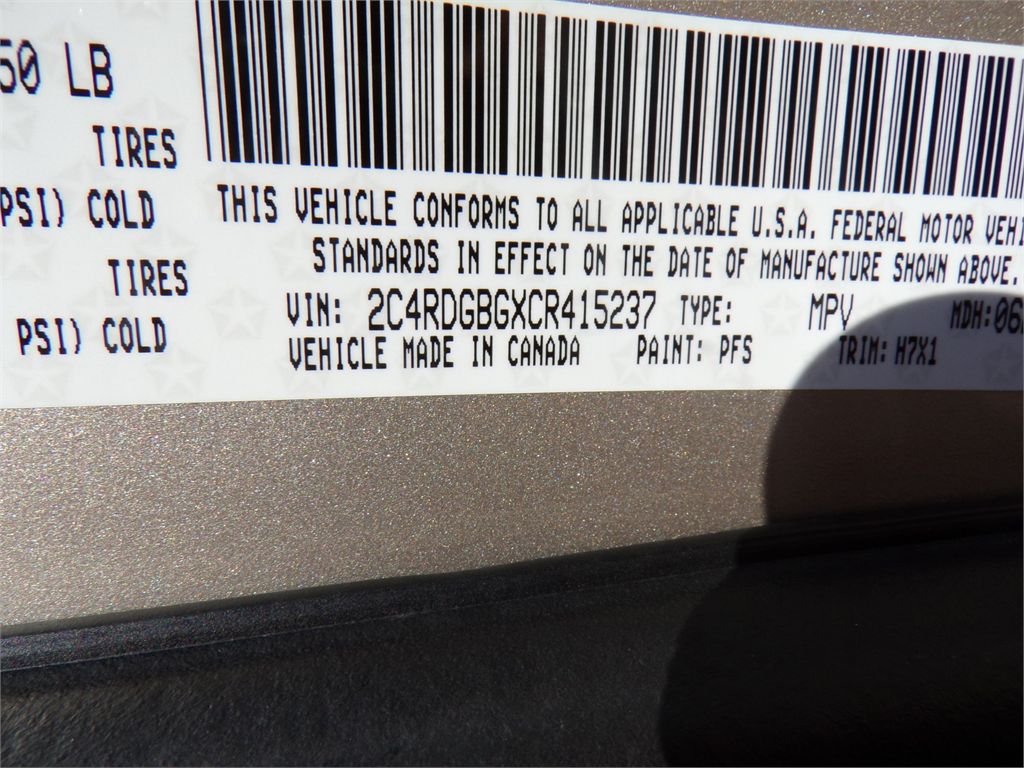 50 LB
TIRES
PSI) COLD
TIRES
PSI) COLD
THIS VEHICLE CONFORMS TO ALL APPLICABLE U.S.A. FEDERAL MOTOR VEHI
STANDARDS IN EFFECT ON THE DATE OF MANUFACTURE SHOWN ABOVE.
VIN: 2C4RDGBGXCR415237 TYPE: MPV MDH: 06
VEHICLE MADE IN CANADA PAINT: PFS TRIM: H7X1